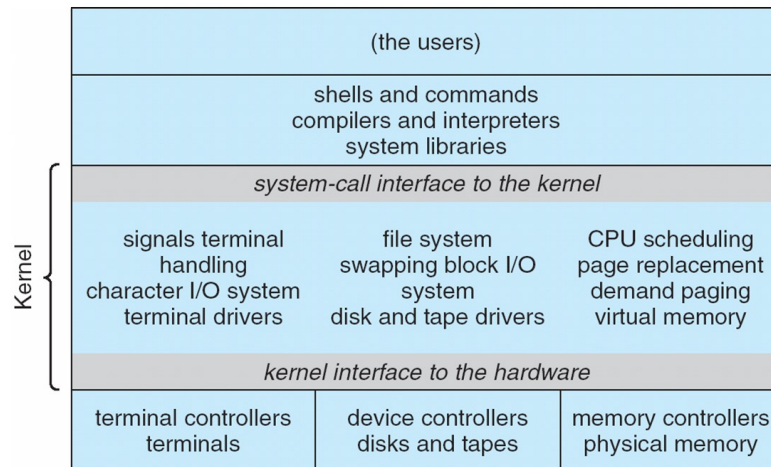 (the users)
shells and commands
compilers and interpreters
system libraries
Kernel
system-call interface to the kernel
signals terminal
handling
character I/O system
terminal drivers
file system
swapping block I/O
system
disk and tape drivers
CPU scheduling
page replacement
demand paging
virtual memory
kernel interface to the hardware
terminal controllers
terminals
device controllers
disks and tapes
memory controllers
physical memory